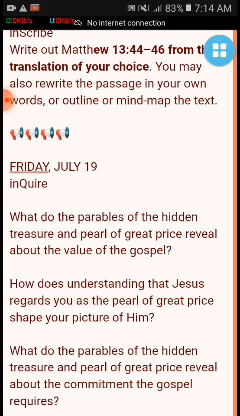 83% 7:14 AM
0:0KB/s U:0KB/s No internet connection
inScribe
Write out Matthew 13:44–46 from th
translation of your choice. You may
also rewrite the passage in your own
words, or outline or mind-map the text.
FRIDAY, JULY 19
inQuire
What do the parables of the hidden
treasure and pearl of great price reveal
about the value of the gospel?
How does understanding that Jesus
regards you as the pearl of great price
shape your picture of Him?
What do the parables of the hidden
treasure and pearl of great price reveal
about the commitment the gospel
requires?